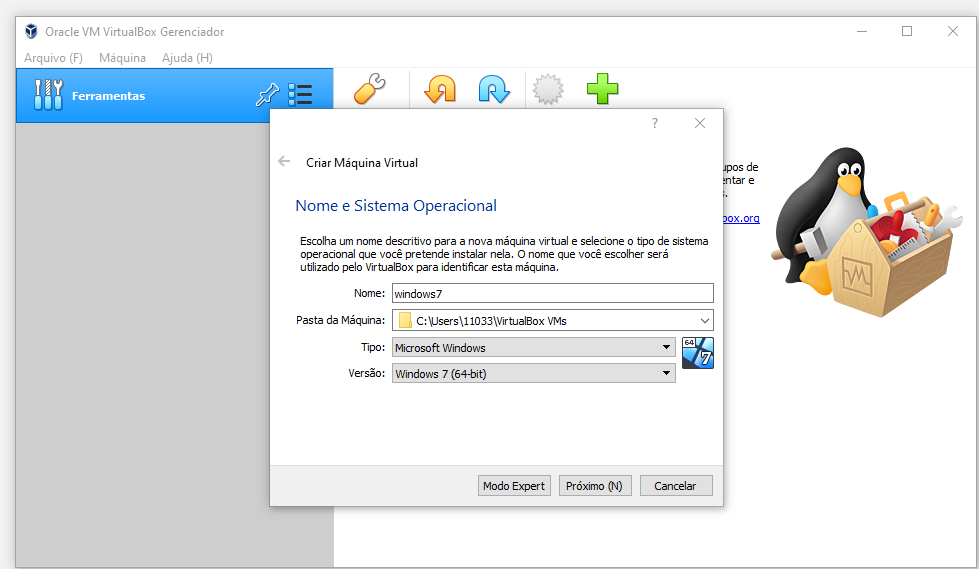 Oracle VM VirtualBox Gerenciador
Arquivo (F) Máquina Ajuda (H)
Ferramentas
?
Criar Máquina Virtual
upos de
entar e
box.org
Nome e Sistema Operacional
Escolha um nome descritivo para a nova máquina virtual e selecione o tipo de sistema
operacional que você pretende instalar nela. O nome que você escolher será
utilizado pelo VirtualBox para identificar esta máquina.
Nome: windows7
Pasta da Máquina: C:\Users\11033\VirtualBox VMs
Tipo: Microsoft Windows
64
7
Versão: Windows 7 (64-bit)
Modo Expert Próximo (N) Cancelar